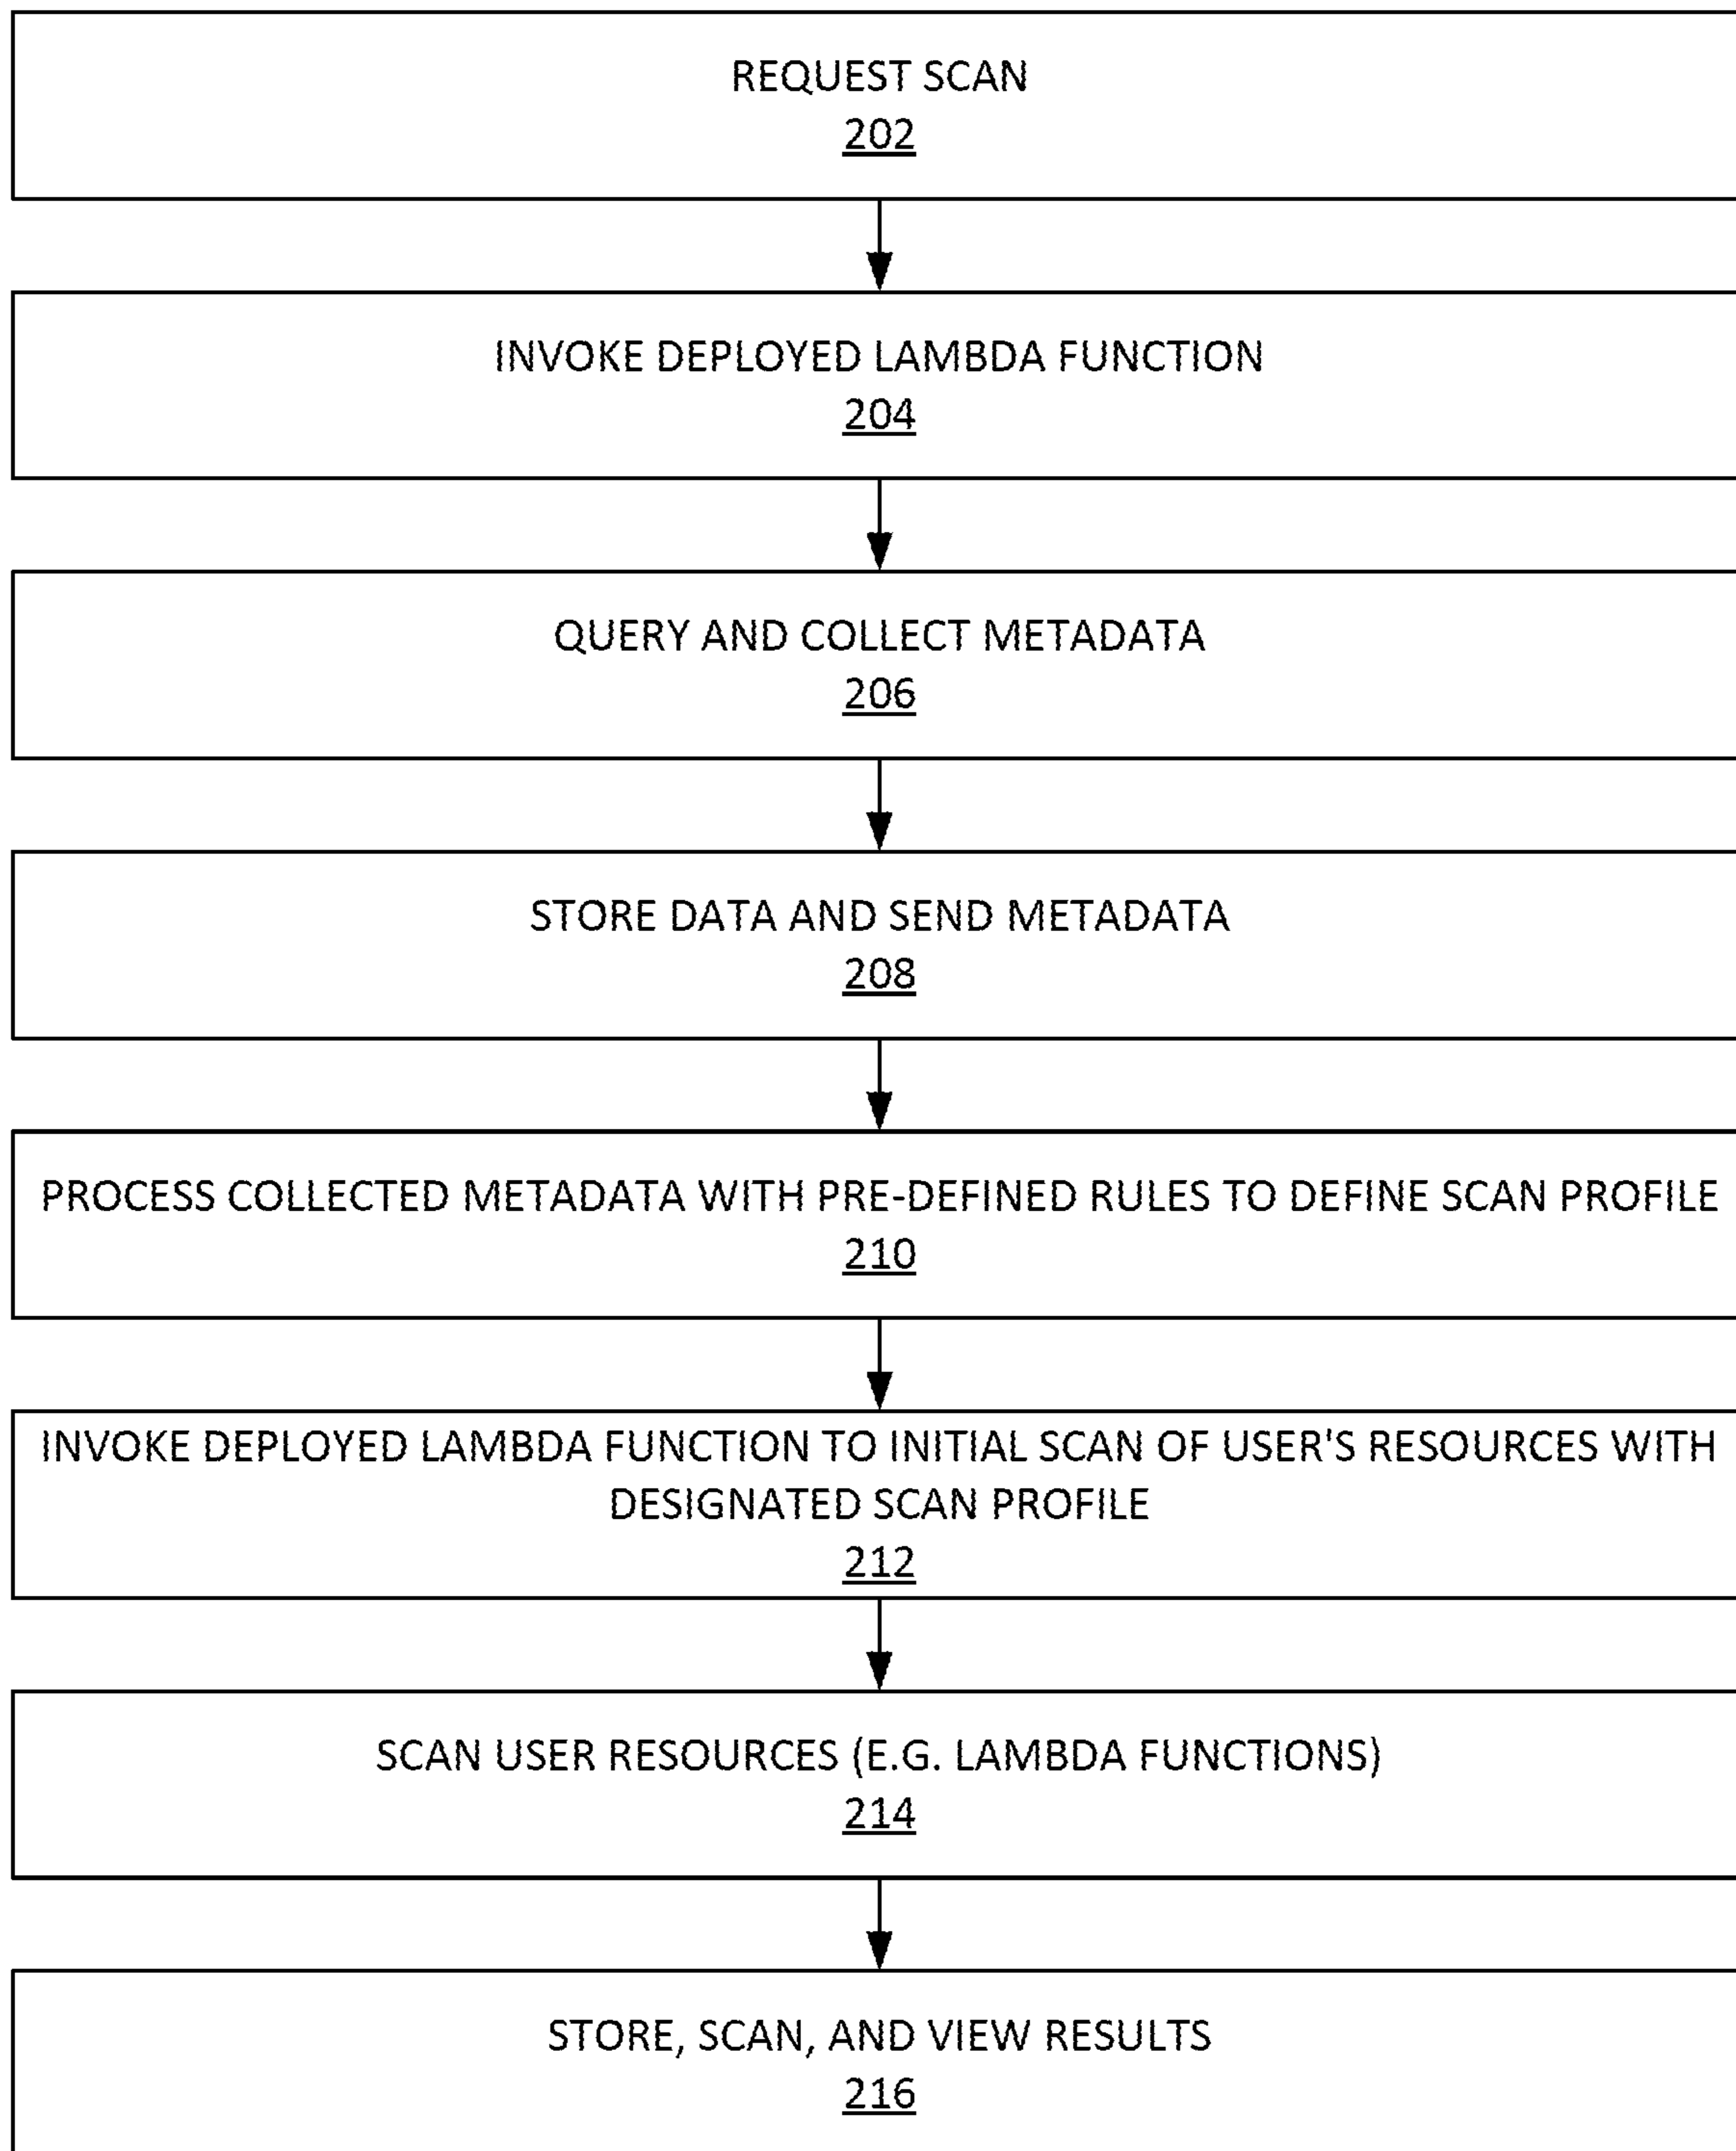 REQUEST SCAN
202
INVOKE DEPLOYED LAMBDA FUNCTION
204
QUERY AND COLLECT METADATA
206
STORE DATA AND SEND METADATA
208
PROCESS COLLECTED METADATA WITH PRE-DEFINED RULES TO DEFINE SCAN PROFILE
210
INVOKE DEPLOYED LAMBDA FUNCTION TO INITIAL SCAN OF USER'S RESOURCES WITH
DESIGNATED SCAN PROFILE
212
SCAN USER RESOURCES (E.G. LAMBDA FUNCTIONS)
214
STORE, SCAN, AND VIEW RESULTS
216